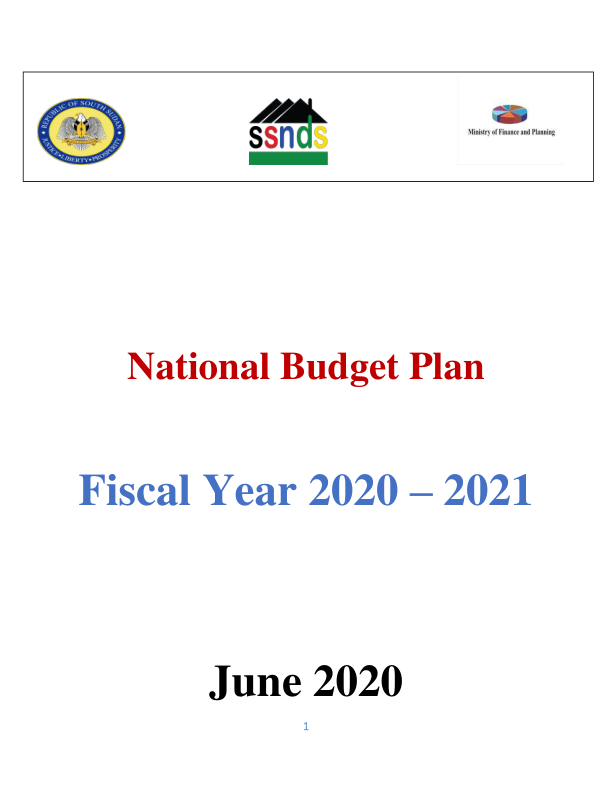 REPUBLIC OF SOUTH SUDAN
JUSTICE • LIBERTY • PROSPERITY
ssnds
Ministry of Finance and Planning
National Budget Plan
Fiscal Year 2020 – 2021
June 2020
1